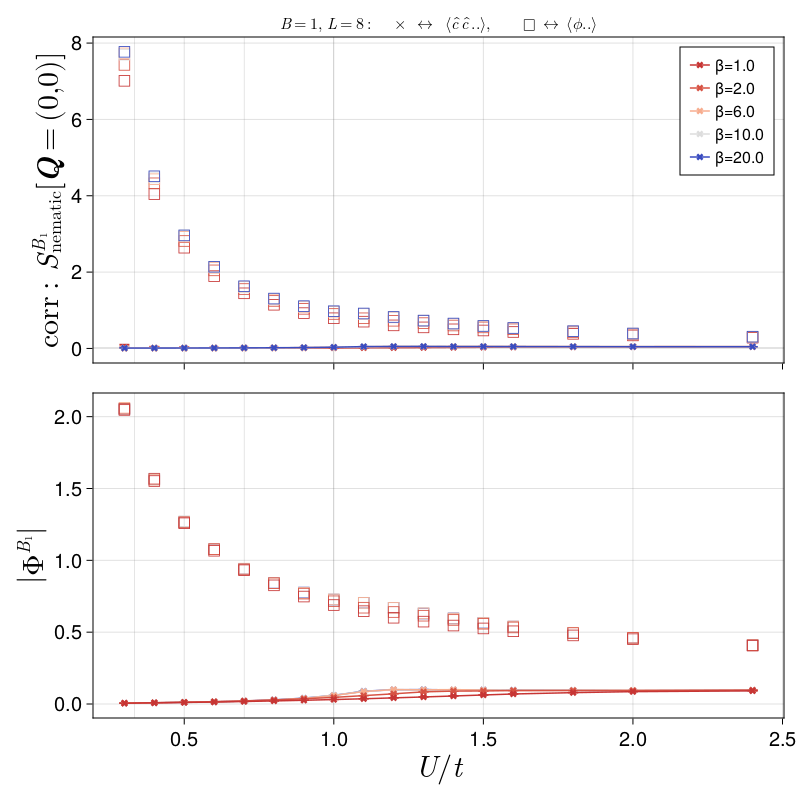 B = 1, L = 8 :   × ↔ ⟨ĉ ĉ ..⟩,   □ ↔ ⟨ϕ..⟩
corr : S^{B_1}_{nematic}[Q = (0,0)]
8
6
4
2
0
β=1.0
β=2.0
β=6.0
β=10.0
β=20.0
|Φ^{B_1}|
2.0
1.5
1.0
0.5
0.0
0.5 1.0 1.5 2.0 2.5
U/t